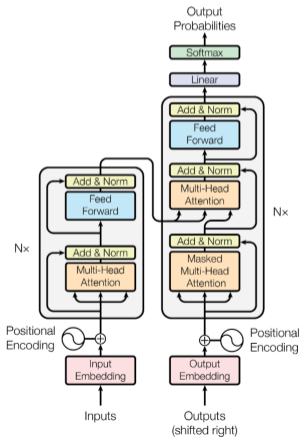 Output
Probabilities
Softmax
Linear
Add & Norm
Feed
Forward
Add & Norm
Multi-Head
Attention
Add & Norm
Masked
Multi-Head
Attention
N×
Positional
Encoding
Output
Embedding
Outputs
(shifted right)
Add & Norm
Feed
Forward
Add & Norm
Multi-Head
Attention
N×
Positional
Encoding
Input
Embedding
Inputs